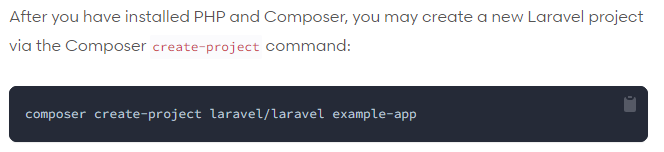 After you have installed PHP and Composer, you may create a new Laravel project
via the Composer create-project command:
composer create-project laravel/laravel example-app